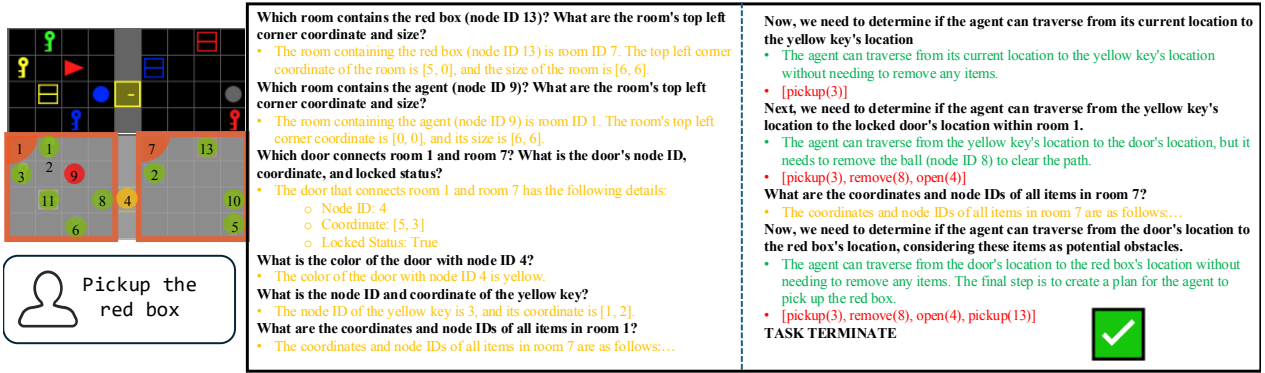 1
1
7
13
3
2
9
2
11
8
4
10
6
5
Pickup the
red box
Which room contains the red box (node ID 13)? What are the room's top left
corner coordinate and size?
• The room containing the red box (node ID 13) is room ID 7. The top left corner
coordinate of the room is [5, 0], and the size of the room is [6, 6].
Which room contains the agent (node ID 9)? What are the room's top left
corner coordinate and size?
• The room containing the agent (node ID 9) is room ID 1. The room's top left
corner coordinate is [0, 0], and its size is [6, 6].
Which door connects room 1 and room 7? What is the door's node ID,
coordinate, and locked status?
• The door that connects room 1 and room 7 has the following details:
o Node ID: 4
o Coordinate: [5, 3]
o Locked Status: True
What is the color of the door with node ID 4?
• The color of the door with node ID 4 is yellow.
What is the node ID and coordinate of the yellow key?
• The node ID of the yellow key is 3, and its coordinate is [1, 2].
What are the coordinates and node IDs of all items in room 1?
• The coordinates and node IDs of all items in room 7 are as follows:…
Now, we need to determine if the agent can traverse from its current location to
the yellow key's location
• The agent can traverse from its current location to the yellow key's location
without needing to remove any items.
• [pickup(3)]
Next, we need to determine if the agent can traverse from the yellow key's
location to the locked door's location within room 1.
• The agent can traverse from the yellow key's location to the door's location, but it
needs to remove the ball (node ID 8) to clear the path.
• [pickup(3), remove(8), open(4)]
What are the coordinates and node IDs of all items in room 7?
• The coordinates and node IDs of all items in room 7 are as follows:…
Now, we need to determine if the agent can traverse from the door's location to
the red box's location, considering these items as potential obstacles.
• The agent can traverse from the door's location to the red box's location without
needing to remove any items. The final step is to create a plan for the agent to
pick up the red box.
• [pickup(3), remove(8), open(4), pickup(13)]
TASK TERMINATE